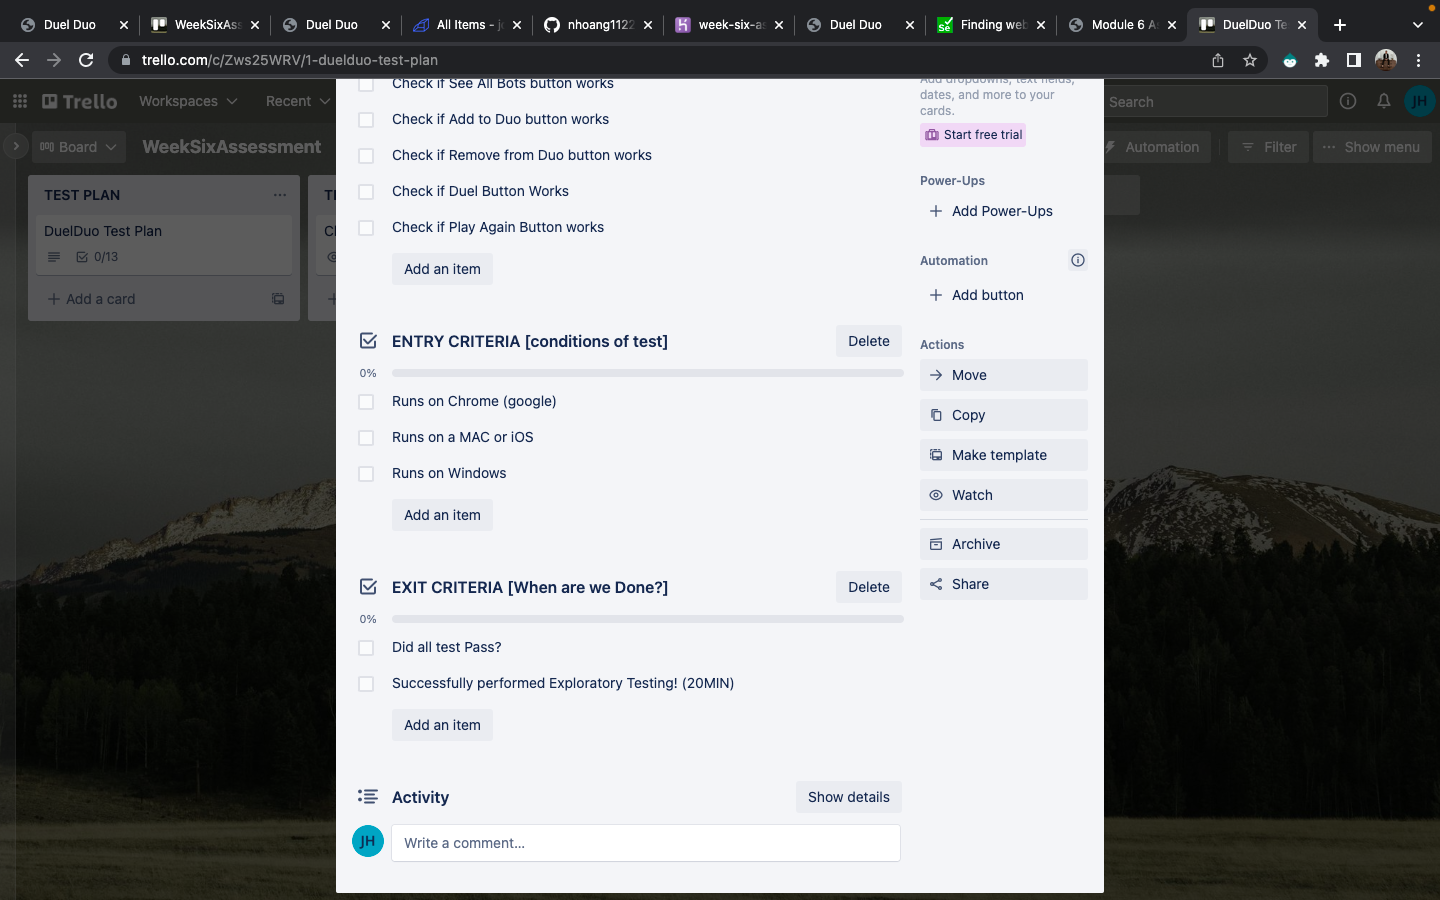 Duel Duo
WeekSixAss
Duel Duo
All Items - j
nhoang1122
week-six-as
Duel Duo
Finding web
Module 6 A
DuelDuo Te
trello.com/c/Zws25WRV/1-duelduo-test-plan
Trello
Workspaces
Recent
Search
JH
Board
WeekSixAssessment
Automation
Filter
Show menu
TEST PLAN
DuelDuo Test Plan
0/13
Add a card
Check if See All Bots button works
Check if Add to Duo button works
Check if Remove from Duo button works
Check if Duel Button Works
Check if Play Again Button works
Add an item
ENTRY CRITERIA [conditions of test]
Delete
0%
Runs on Chrome (google)
Runs on a MAC or iOS
Runs on Windows
Add an item
EXIT CRITERIA [When are we Done?]
Delete
0%
Did all test Pass?
Successfully performed Exploratory Testing! (20MIN)
Add an item
Activity
Show details
JH
Write a comment...
Add dropdowns, text fields,
dates, and more to your
cards.
Start free trial
Power-Ups
Add Power-Ups
Automation
Add button
Actions
Move
Copy
Make template
Watch
Archive
Share